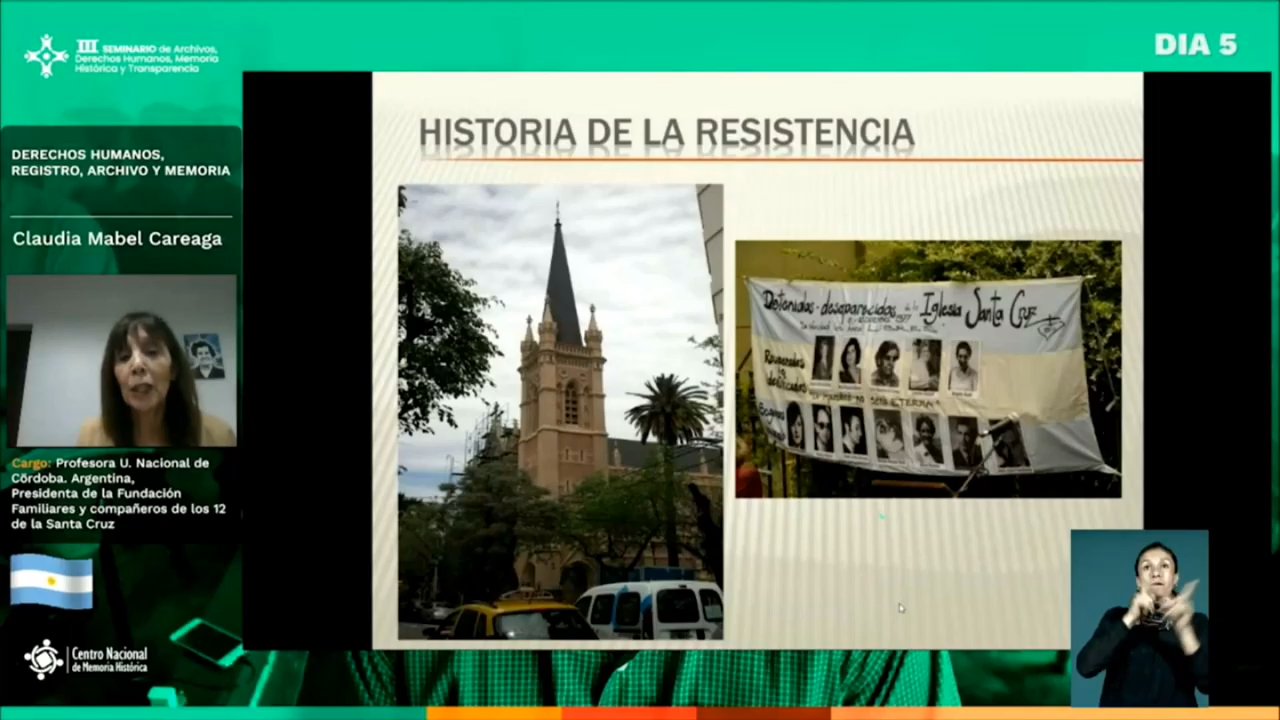 III SEMINARIO de Archivos,
Derechos Humanos, Memoria
Histórica y Transparencia
DIA 5
DERECHOS HUMANOS,
REGISTRO, ARCHIVO Y MEMORIA
Claudia Mabel Careaga
Cargo: Profesora U. Nacional de
Córdoba. Argentina,
Presidenta de la Fundación
Familiares y compañeros de los 12
de la Santa Cruz
Centro Nacional
de Memoria Histórica
HISTORIA DE LA RESISTENCIA
Detenidas-desaparecidas de la Iglesia Santa Cruz
ETERNA